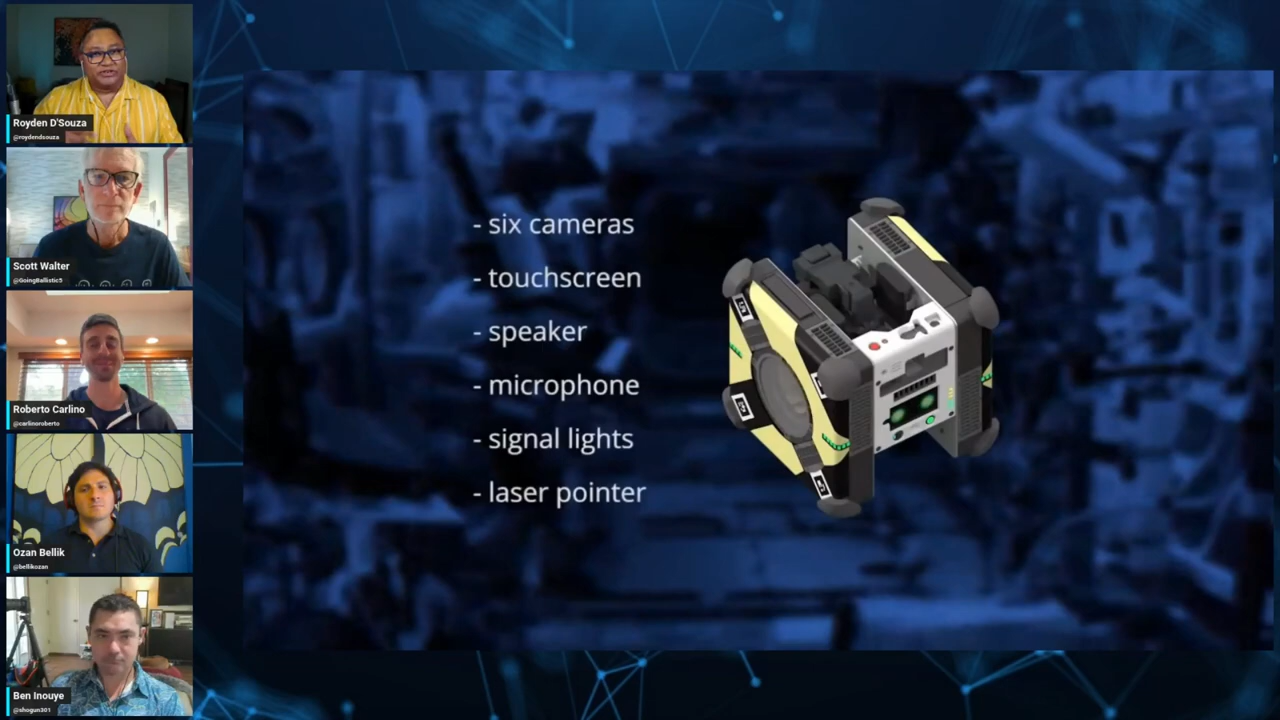 Royden D'Souza
@roydendsouza
Scott Walter
@GoingBallistic5
Roberto Carlino
@carlinoroberto
Ozan Bellik
@bellikozan
Ben Inouye
@shogun301
- six cameras
- touchscreen
- speaker
- microphone
- signal lights
- laser pointer